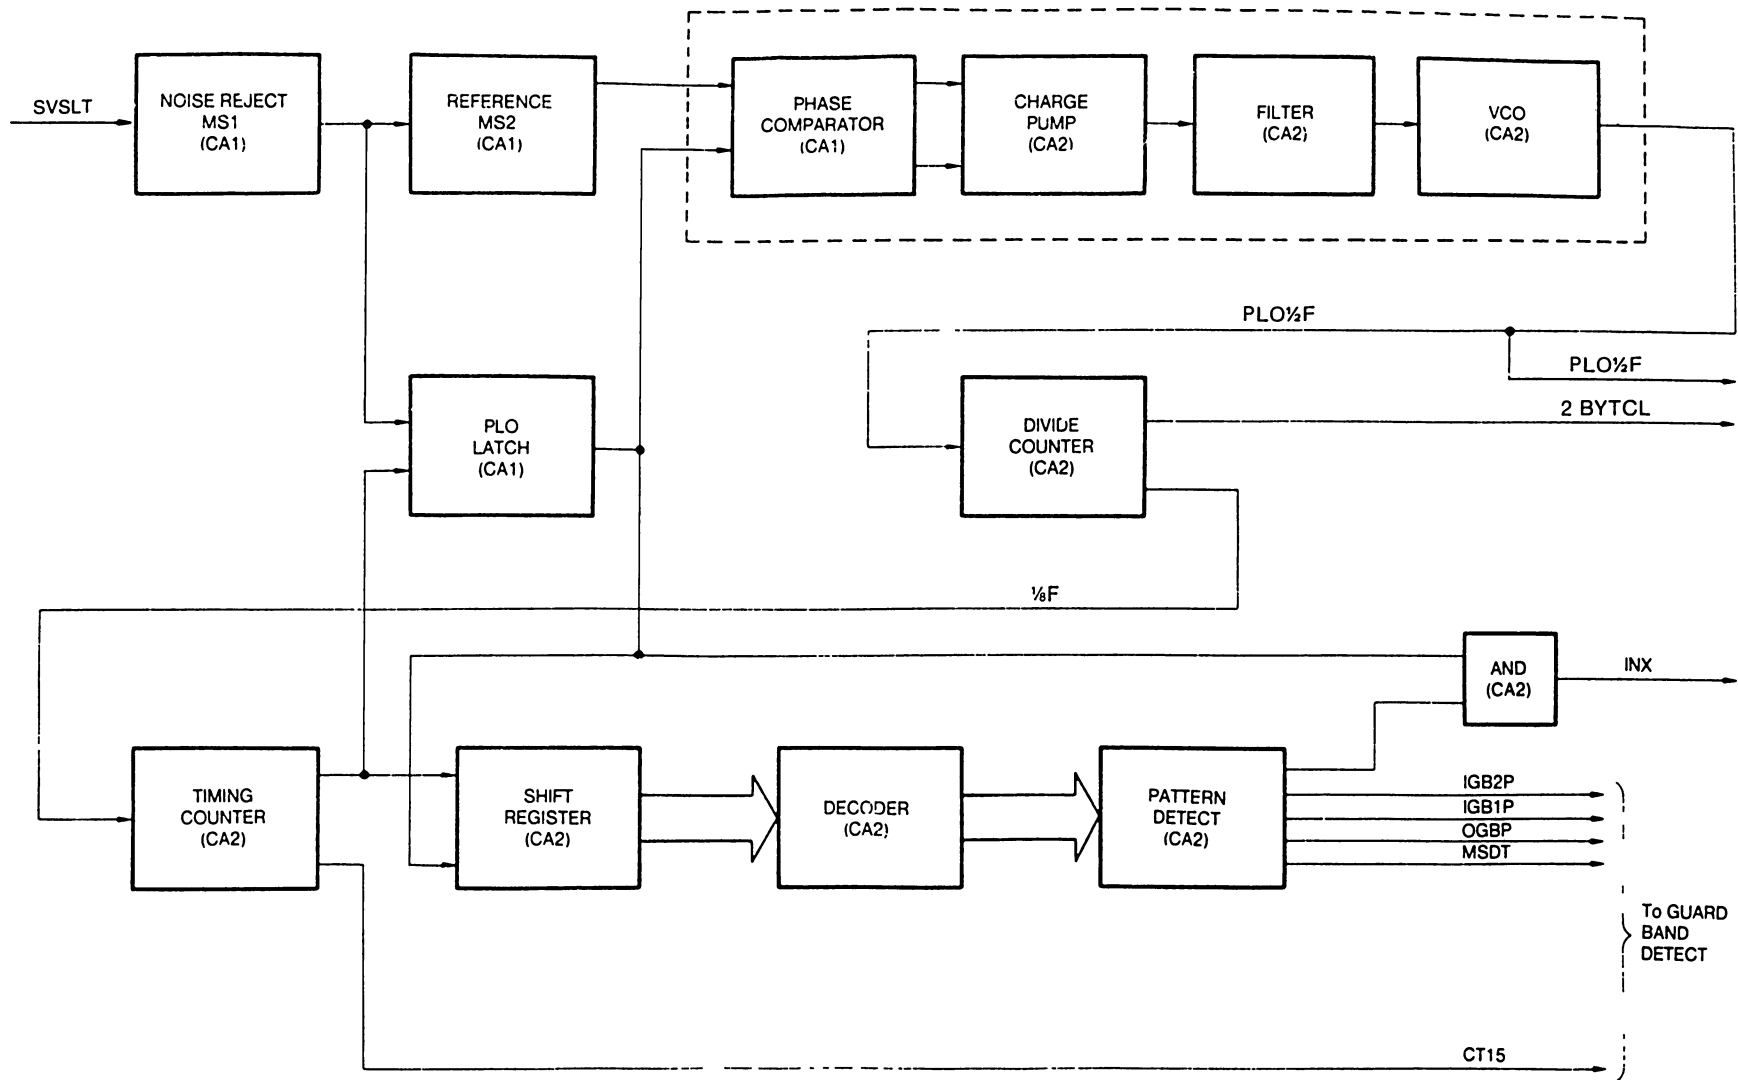 SVSLT
NOISE REJECT
MS1
(CA1)
REFERENCE
MS2
(CA1)
PHASE
COMPARATOR
(CA1)
CHARGE
PUMP
(CA2)
FILTER
(CA2)
VCO
(CA2)
PLO½F
PLO½F
2 BYTCL
PLO
LATCH
(CA1)
DIVIDE
COUNTER
(CA2)
⅛F
AND
(CA2)
INX
TIMING
COUNTER
(CA2)
SHIFT
REGISTER
(CA2)
DECODER
(CA2)
PATTERN
DETECT
(CA2)
IGB2P
IGB1P
OGBP
MSDT
To GUARD
BAND
DETECT
CT15